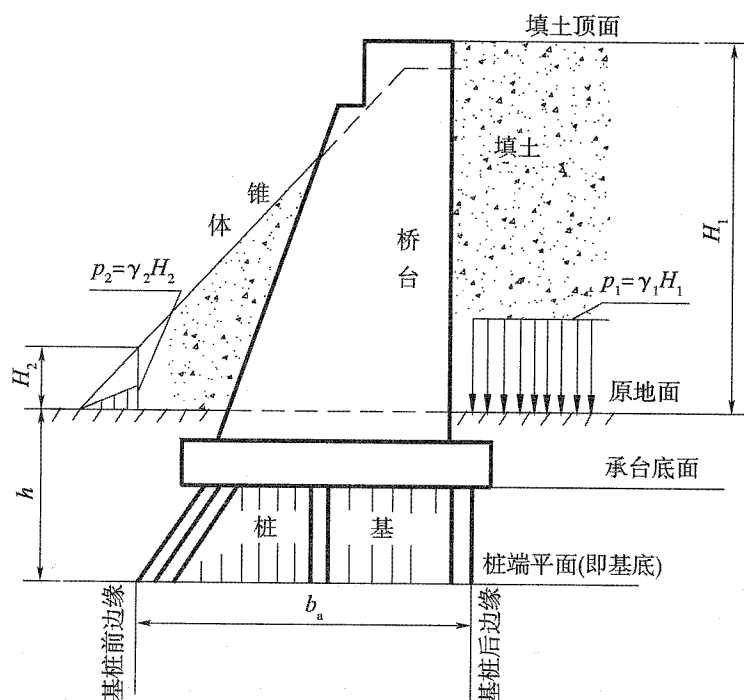 填土顶面
填土
锥
体
桥
台
H₁
p₂=γ₂H₂
p₁=γ₁H₁
H₂
原地面
h
承台底面
桩
基
桩端平面(即基底)
bₐ
基桩前边缘
基桩后边缘